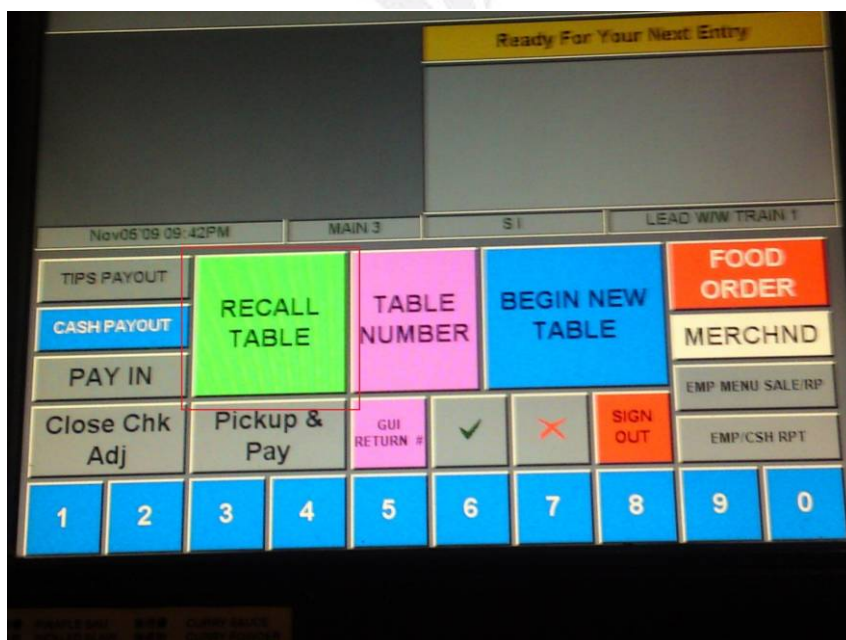 Ready For Your Next Entry
Nov05'09 09:42PM
MAIN 3
S I
LEAD W/W TRAIN 1
TIPS PAYOUT
CASH PAYOUT
PAY IN
Close Chk
Adj
RECALL
TABLE
Pickup &
Pay
TABLE
NUMBER
BEGIN NEW
TABLE
FOOD
ORDER
MERCHND
EMP MENU SALE/RP
EMP/CSH RPT
GUI
RETURN #
SIGN
OUT
1 2 3 4 5 6 7 8 9 0